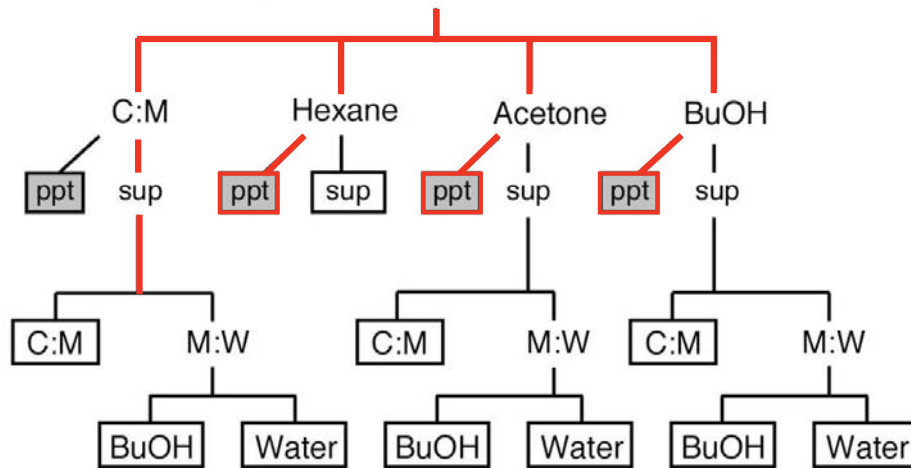 C:M Hexane Acetone BuOH
ppt sup ppt sup ppt sup ppt sup
C:M M:W C:M M:W C:M M:W
BuOH Water BuOH Water BuOH Water